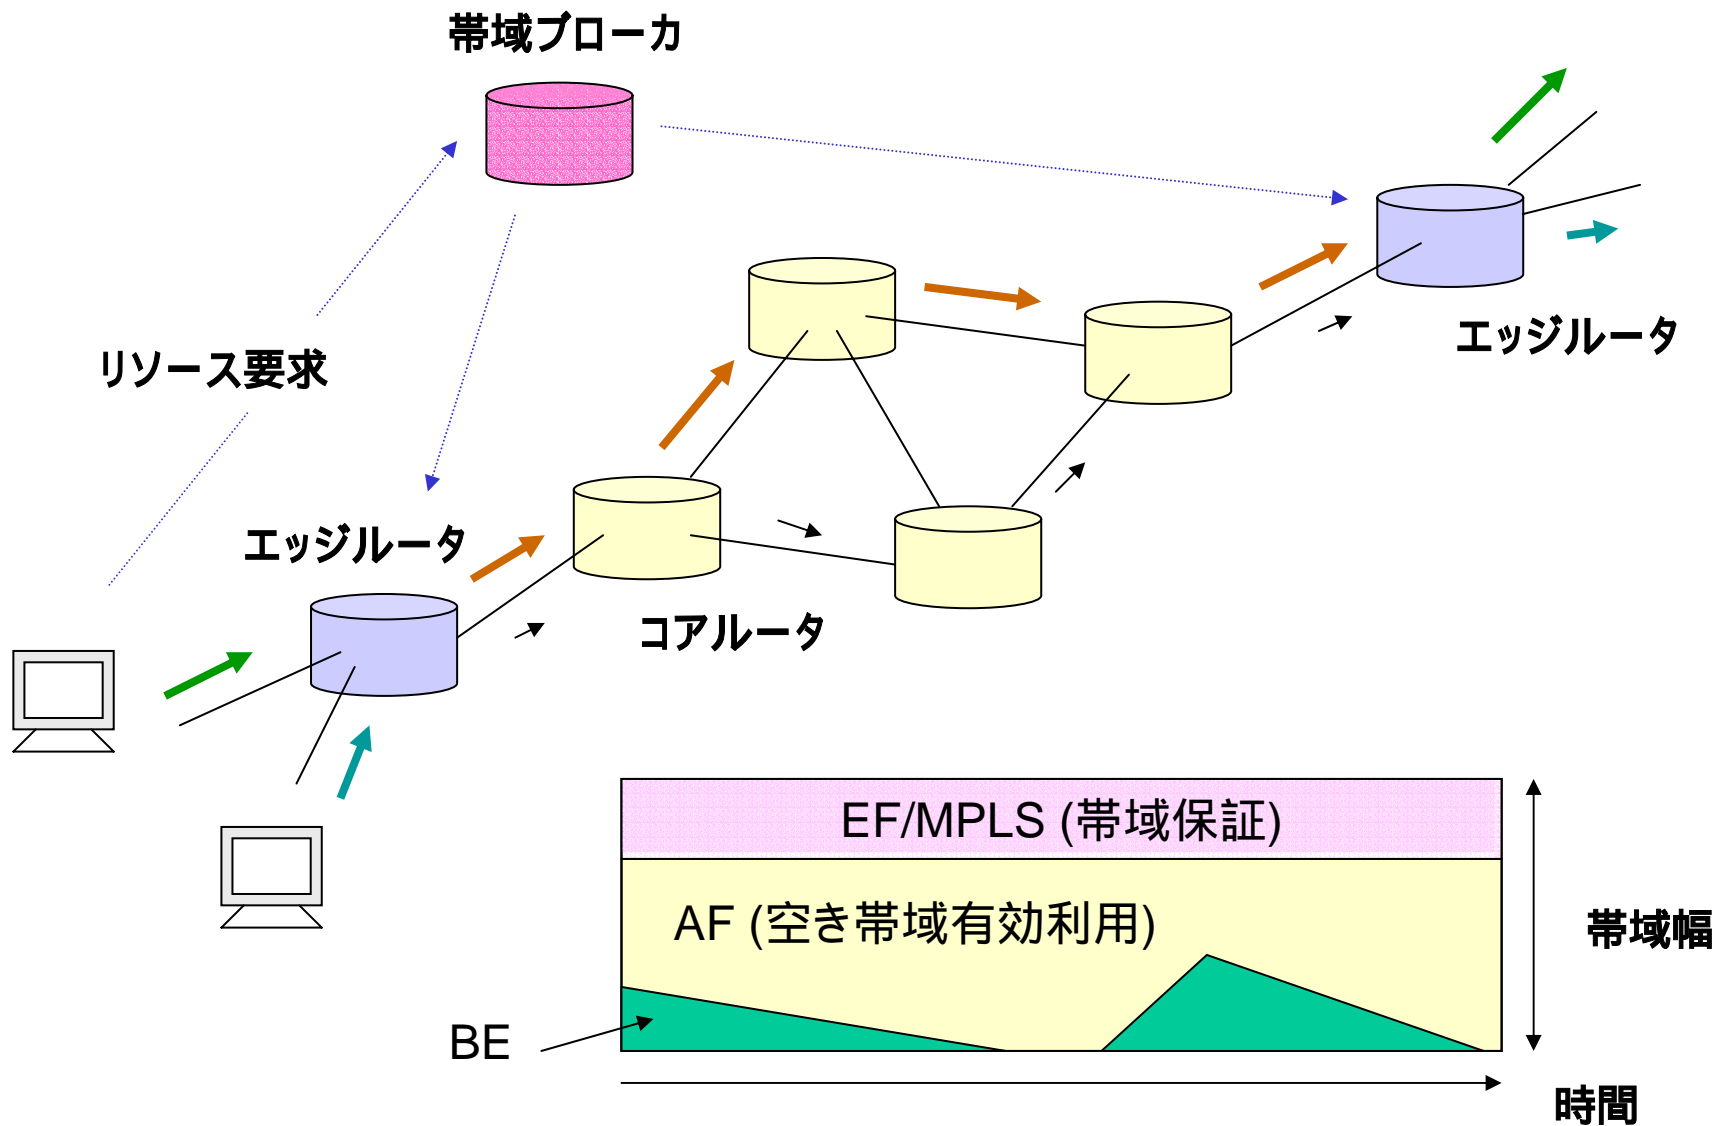 帯域ブローカ
リソース要求
エッジルータ
エッジルータ
コアルータ
EF/MPLS (帯域保証)
AF (空き帯域有効利用)
帯域幅
BE
時間